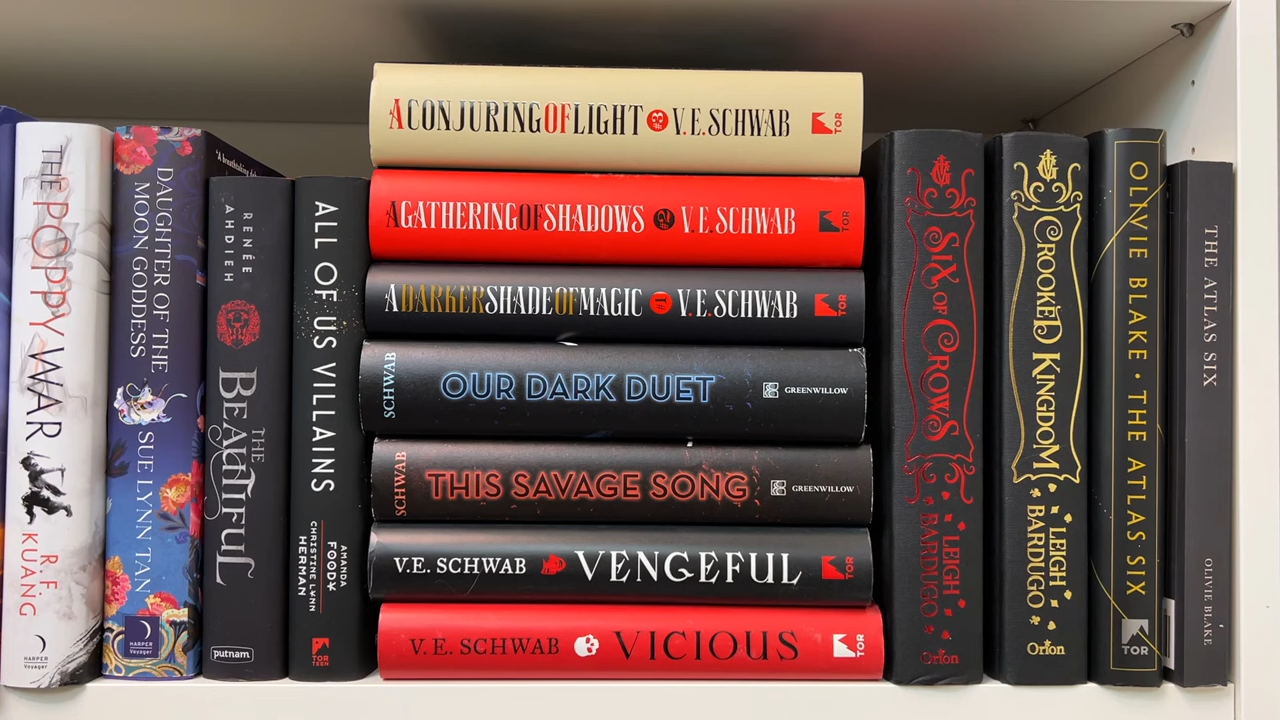 THE POPPY WAR
R. F.
KUANG
HARPER
Voyager
DAUGHTER OF THE
MOON GODDESS
SUE LYNN TAN
HARPER
Voyager
RENÉE
AHDIEH
THE
BEAUTIFUL
putnam
ALL OF US VILLAINS
AMANDA
FOODY
CHRISTINE LYNN
HERMAN
TOR
TEEN
A CONJURING OF LIGHT #3 V. E. SCHWAB TOR
A GATHERING OF SHADOWS #2 V. E. SCHWAB TOR
A DARKER SHADE OF MAGIC #1 V. E. SCHWAB TOR
SCHWAB OUR DARK DUET GREENWILLOW
SCHWAB THIS SAVAGE SONG GREENWILLOW
V.E. SCHWAB VENGEFUL TOR
V. E. SCHWAB VICIOUS TOR
SIX OF CROWS
LEIGH
BARDUGO
Orion
CROOKED KINGDOM
LEIGH
BARDUGO
Orion
OLIVIE BLAKE • THE ATLAS SIX
TOR
THE ATLAS SIX
OLIVIE BLAKE